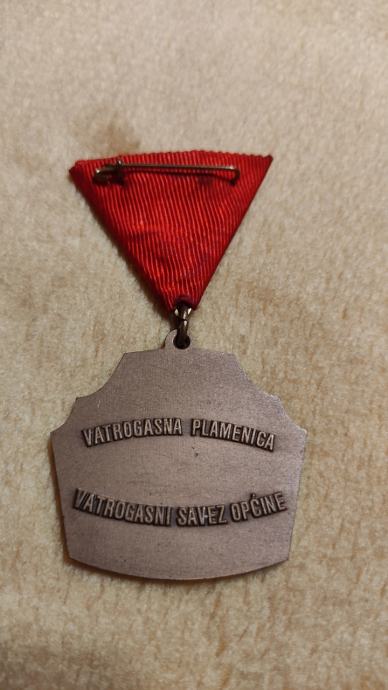 VATROGASNA PLAMENICA
VATROGASNI SAVEZ OPĆINE